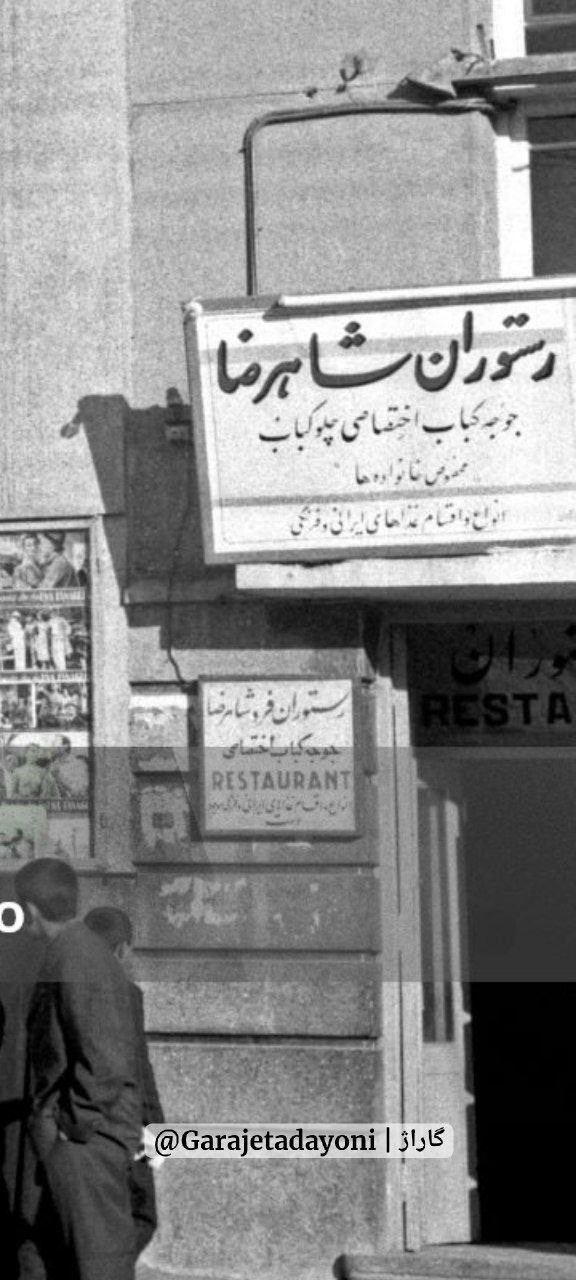 رستوران شاهرضا
جوجه کباب اختصاصی چلوکباب
مخصوص خانواده ها
انواع و اقسام غذاهای ایرانی و فرنگی
توران
RESTA
رستوران فرد شاهرضا
جوجه کباب اختصاصی
RESTAURANT
o
@Garajetadayoni | گاراژ